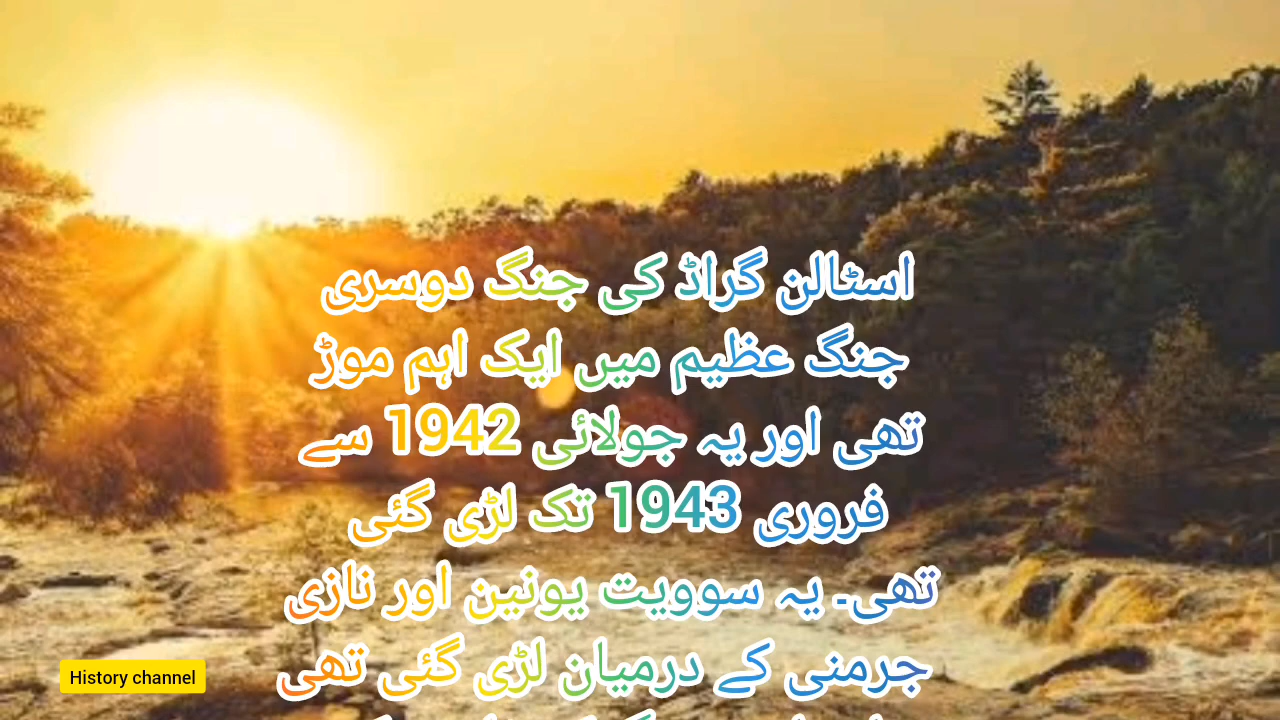 اسٹالن گراڈ کی جنگ دوسری
جنگ عظیم میں ایک اہم موڑ
تھی اور یہ جولائی 1942 سے
فروری 1943 تک لڑی گئی
تھی۔ یہ سوویت یونین اور نازی
جرمنی کے درمیان لڑی گئی تھی
History channel